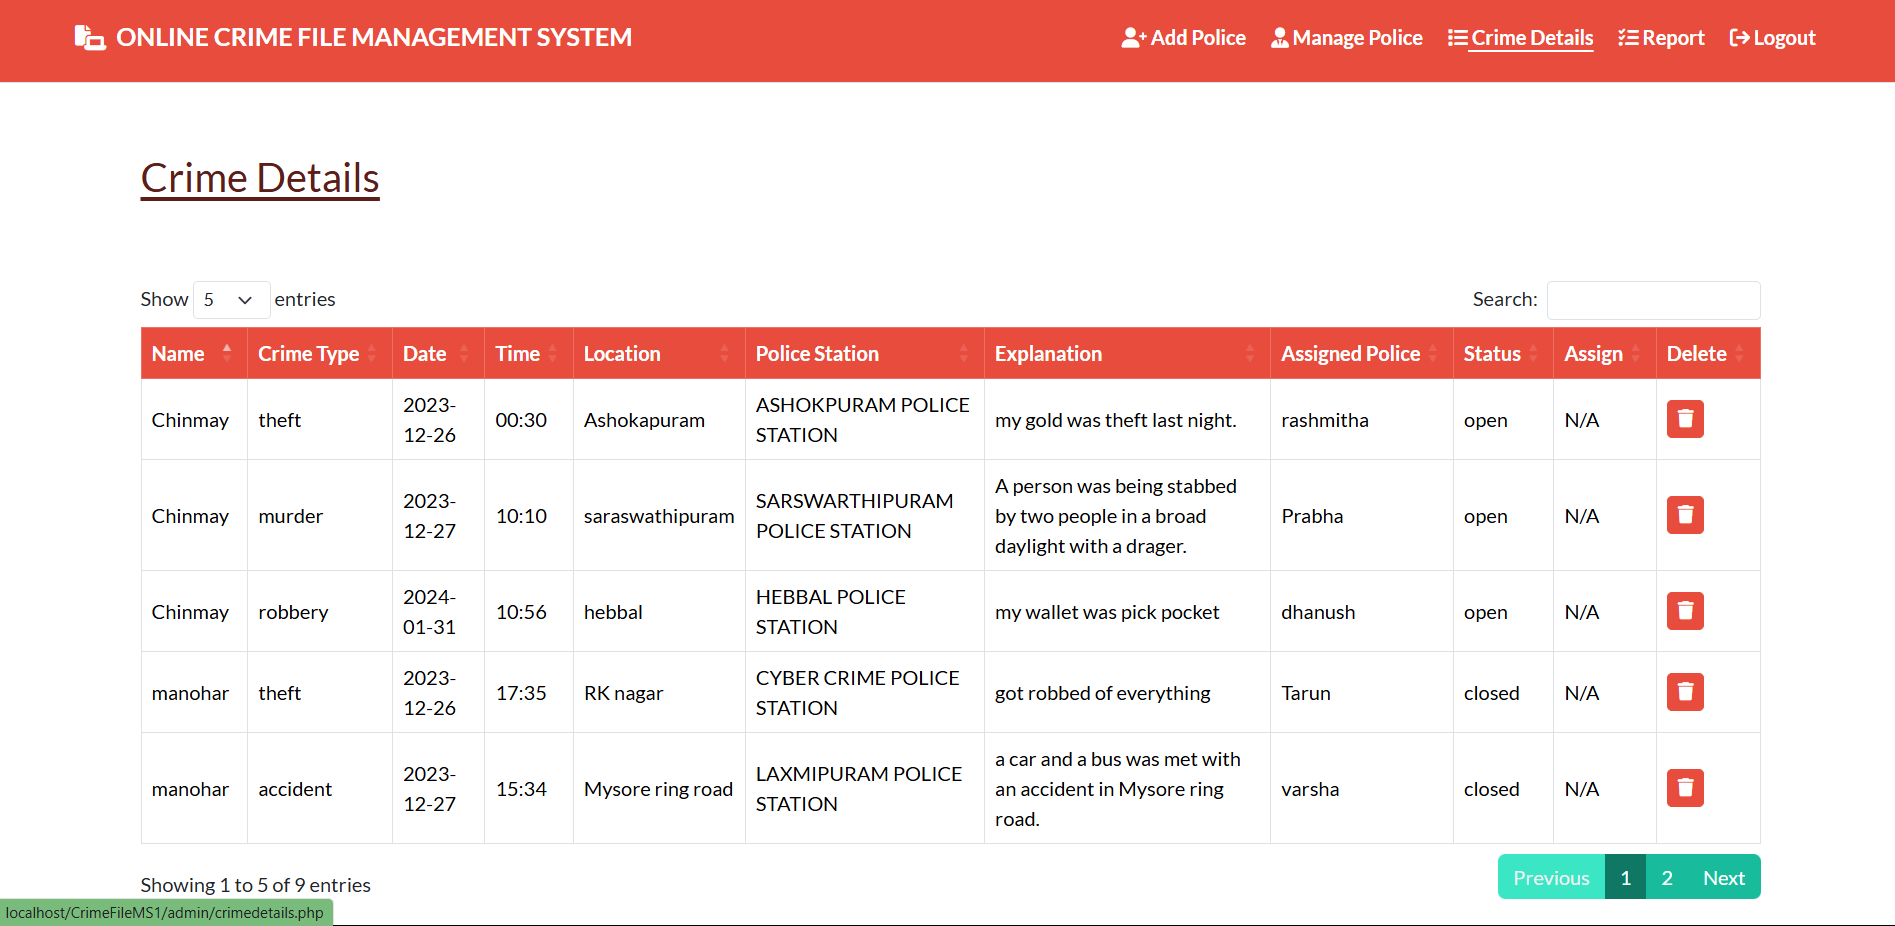 ONLINE CRIME FILE MANAGEMENT SYSTEM
Add Police
Manage Police
Crime Details
Report
Logout
Crime Details
Show 5 entries
Search:
Name
Crime Type
Date
Time
Location
Police Station
Explanation
Assigned Police
Status
Assign
Delete
Chinmay
theft
2023-
12-26
00:30
Ashokapuram
ASHOKPURAM POLICE
STATION
my gold was theft last night.
rashmitha
open
N/A
Chinmay
murder
2023-
12-27
10:10
saraswathipuram
SARSWARTHIPURAM
POLICE STATION
A person was being stabbed
by two people in a broad
daylight with a drager.
Prabha
open
N/A
Chinmay
robbery
2024-
01-31
10:56
hebbal
HEBBAL POLICE
STATION
my wallet was pick pocket
dhanush
open
N/A
manohar
theft
2023-
12-26
17:35
RK nagar
CYBER CRIME POLICE
STATION
got robbed of everything
Tarun
closed
N/A
manohar
accident
2023-
12-27
15:34
Mysore ring road
LAXMIPURAM POLICE
STATION
a car and a bus was met with
an accident in Mysore ring
road.
varsha
closed
N/A
Showing 1 to 5 of 9 entries
Previous
1
2
Next
localhost/CrimeFileMS1/admin/crimedetails.php